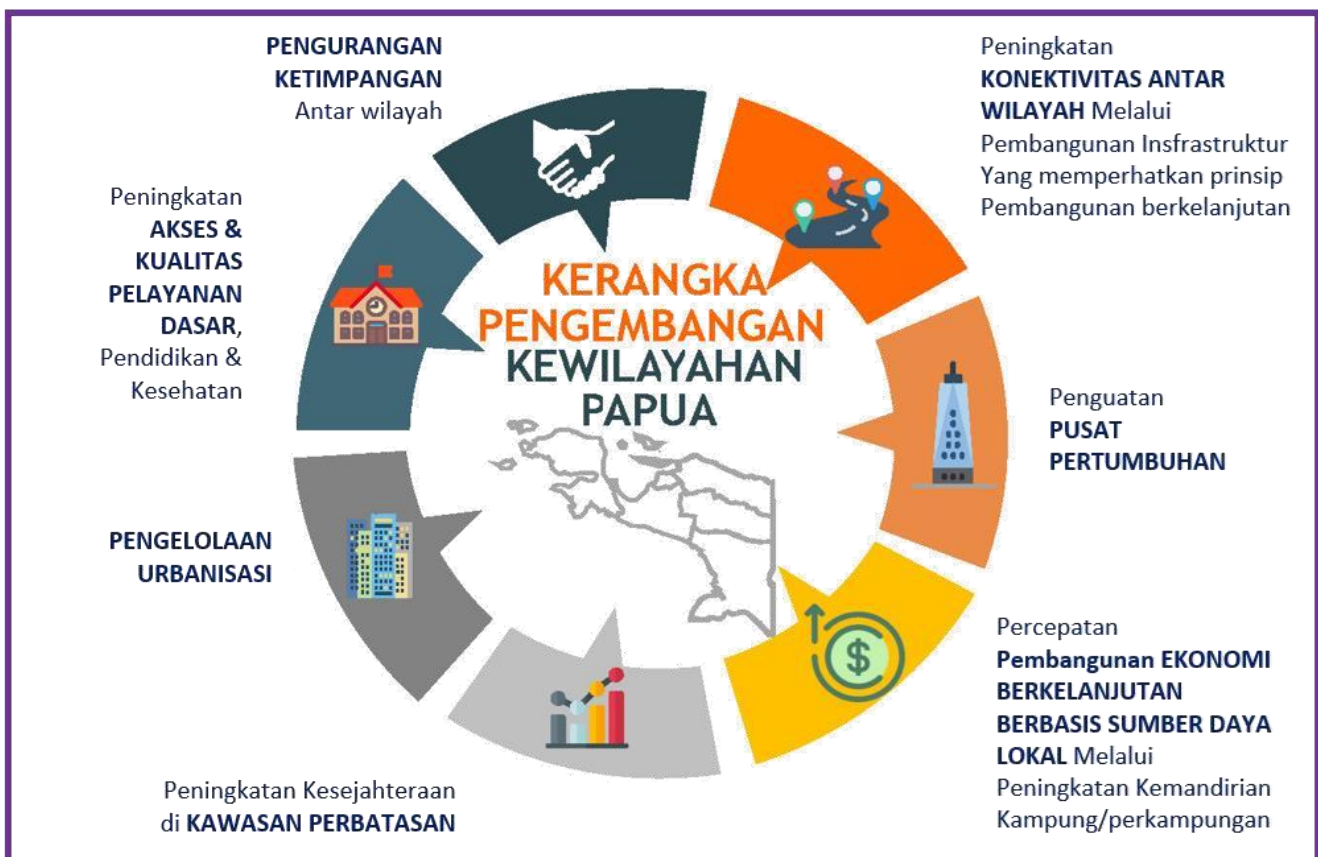 PENGURANGAN
KETIMPANGAN
Antar wilayah
Peningkatan
KONEKTIVITAS ANTAR
WILAYAH Melalui
Pembangunan Insfrastruktur
Yang memperhatkan prinsip
Pembangunan berkelanjutan
Peningkatan
AKSES &
KUALITAS
PELAYANAN
DASAR,
Pendidikan &
Kesehatan
KERANGKA
PENGEMBANGAN
KEWILAYAHAN
PAPUA
Penguatan
PUSAT
PERTUMBUHAN
PENGELOLAAN
URBANISASI
$
Percepatan
Pembangunan EKONOMI
BERKELANJUTAN
BERBASIS SUMBER DAYA
LOKAL Melalui
Peningkatan Kemandirian
Kampung/perkampungan
Peningkatan Kesejahteraan
di KAWASAN PERBATASAN